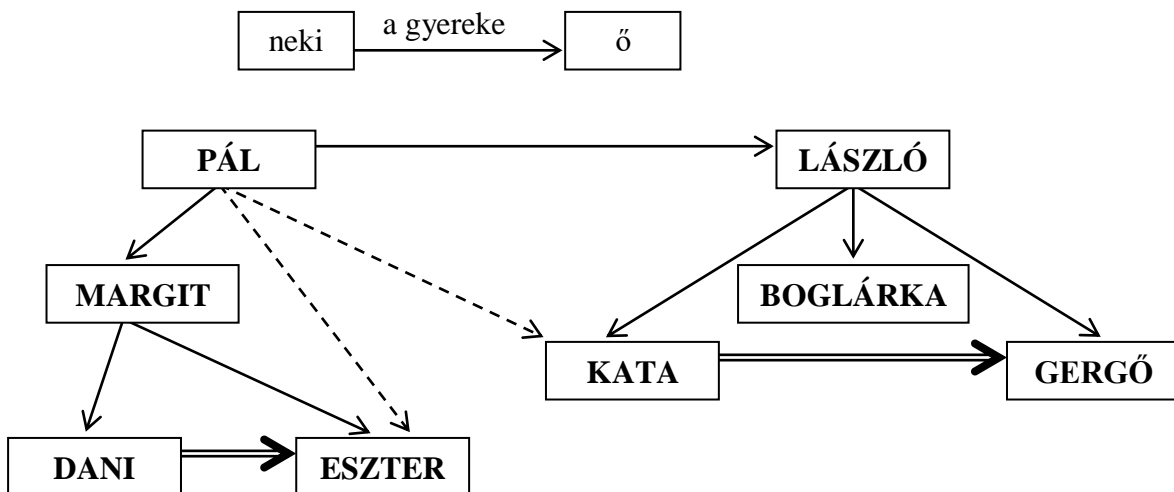 neki a gyereke ő
PÁL LÁSZLÓ
MARGIT BOGLÁRKA
KATA GERGŐ
DANI ESZTER